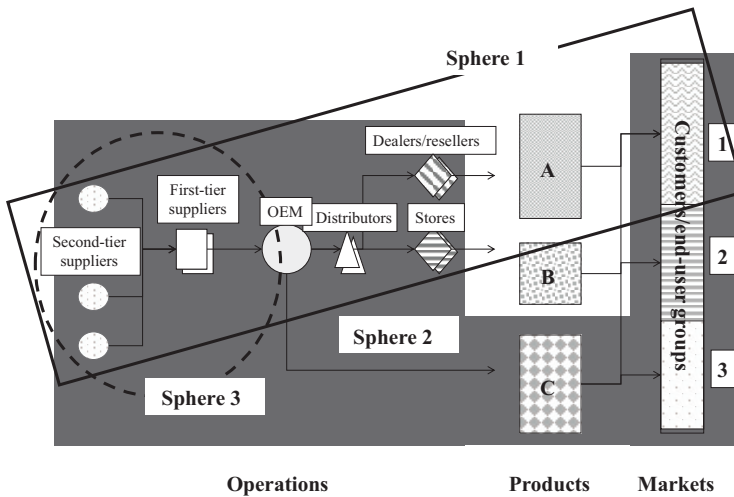 Sphere 1
Dealers/resellers
First-tier
suppliers
OEM
Distributors
Stores
Second-tier
suppliers
Sphere 2
Sphere 3
A
B
C
Customers/end-user groups
1
2
3
Operations
Products
Markets